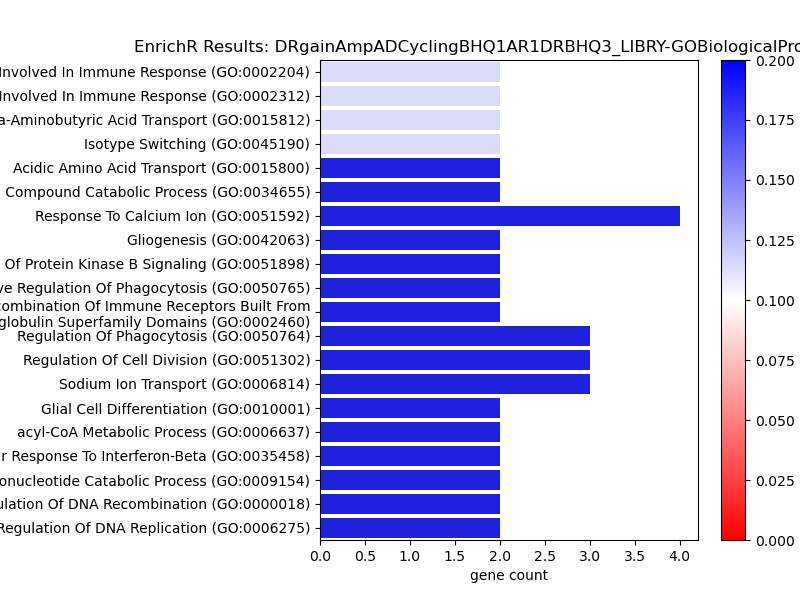 EnrichR Results: DRgainAmpADCyclingBHQ1AR1DRBHQ3_LIBRY-GOBiologicalPro
Involved In Immune Response (GO:0002204)
Involved In Immune Response (GO:0002312)
a-Aminobutyric Acid Transport (GO:0015812)
Isotype Switching (GO:0045190)
Acidic Amino Acid Transport (GO:0015800)
Compound Catabolic Process (GO:0034655)
Response To Calcium Ion (GO:0051592)
Gliogenesis (GO:0042063)
Of Protein Kinase B Signaling (GO:0051898)
ve Regulation Of Phagocytosis (GO:0050765)
combination Of Immune Receptors Built From
globulin Superfamily Domains (GO:0002460)
Regulation Of Phagocytosis (GO:0050764)
Regulation Of Cell Division (GO:0051302)
Sodium Ion Transport (GO:0006814)
Glial Cell Differentiation (GO:0010001)
acyl-CoA Metabolic Process (GO:0006637)
r Response To Interferon-Beta (GO:0035458)
onucleotide Catabolic Process (GO:0009154)
ulation Of DNA Recombination (GO:0000018)
Regulation Of DNA Replication (GO:0006275)
0.0 0.5 1.0 1.5 2.0 2.5 3.0 3.5 4.0
gene count
0.200
0.175
0.150
0.125
0.100
0.075
0.050
0.025
0.000